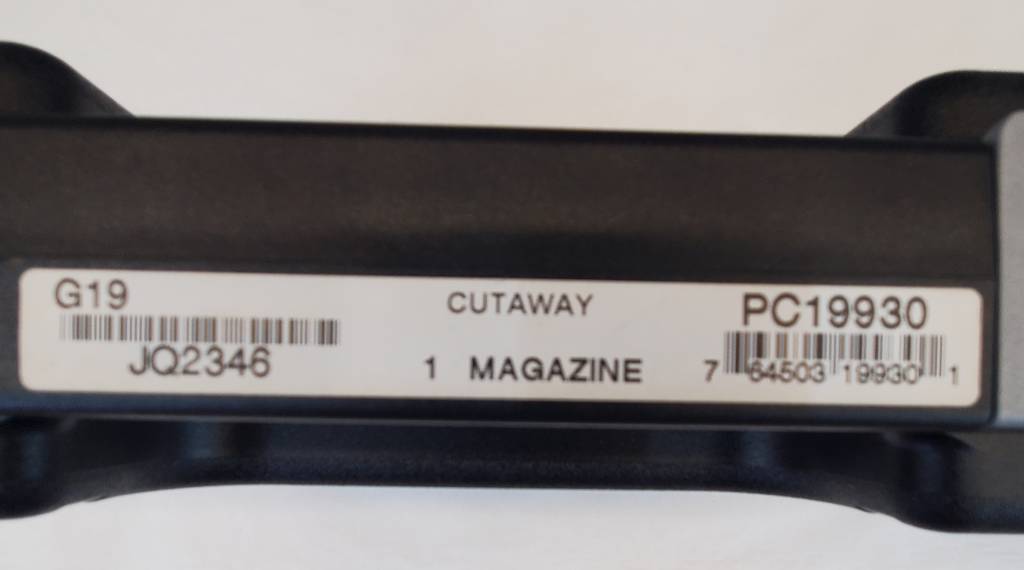 G19
JQ2346
CUTAWAY
1 MAGAZINE
PC19930
7 64503 19930 1